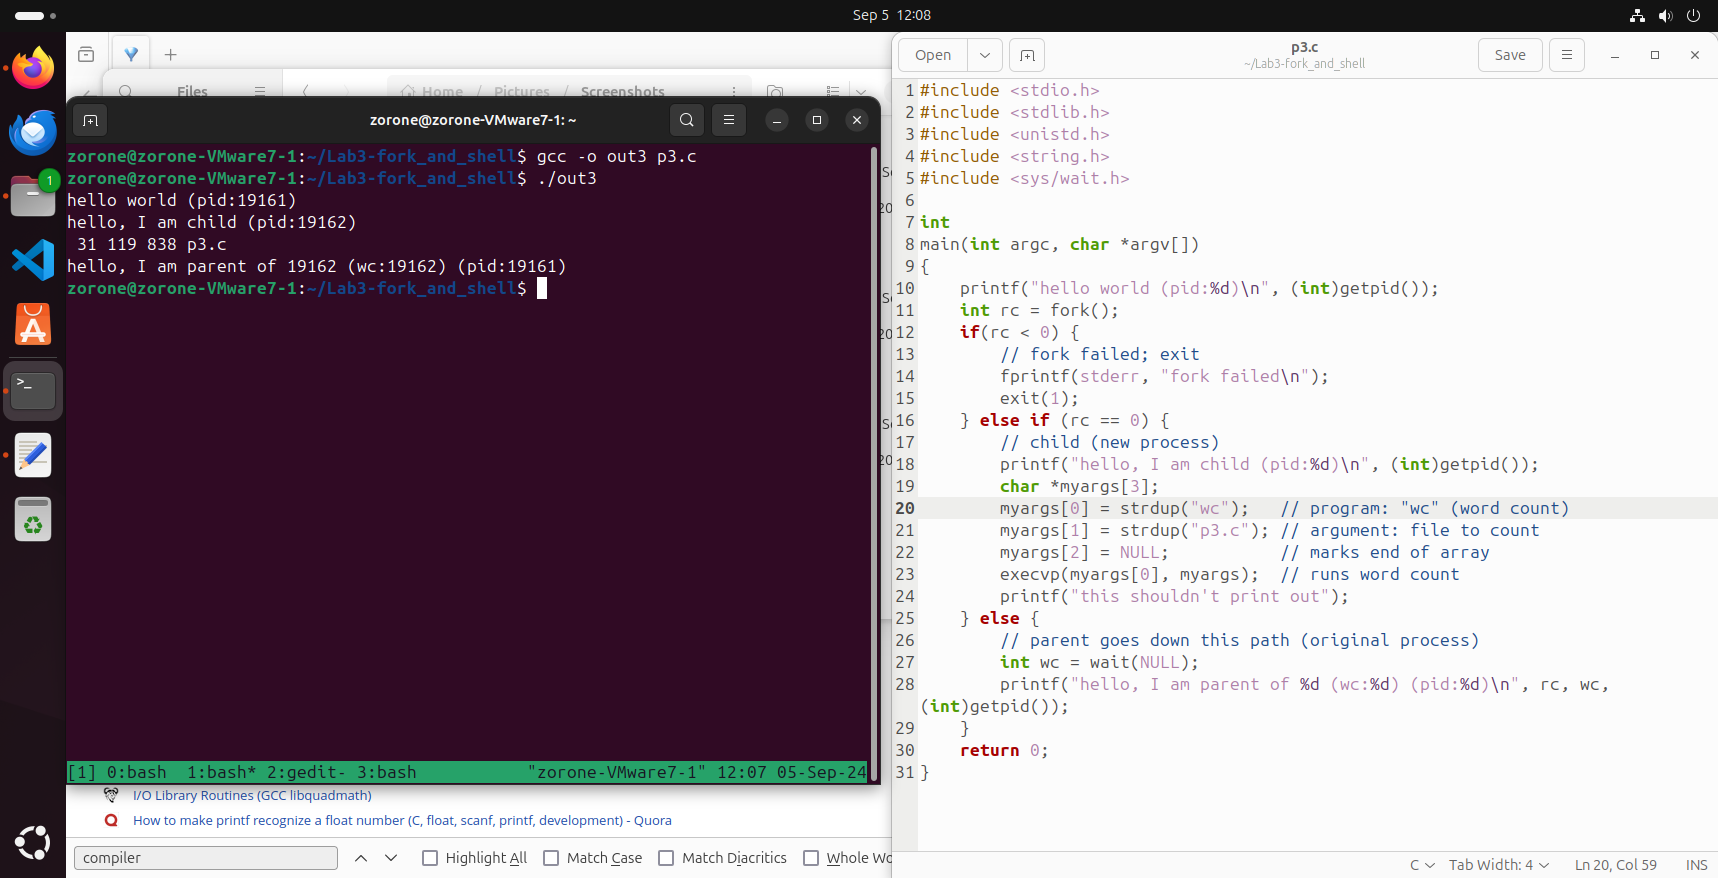 Sep 5 12:08
Files
Home / Pictures / Screenshots
zorone@zorone-VMware7-1: ~
zorone@zorone-VMware7-1:~/Lab3-fork_and_shell$ gcc -o out3 p3.c
zorone@zorone-VMware7-1:~/Lab3-fork_and_shell$ ./out3
hello world (pid:19161)
hello, I am child (pid:19162)
 31 119 838 p3.c
hello, I am parent of 19162 (wc:19162) (pid:19161)
zorone@zorone-VMware7-1:~/Lab3-fork_and_shell$
[1] 0:bash  1:bash* 2:gedit- 3:bash "zorone-VMware7-1" 12:07 05-Sep-24
I/O Library Routines (GCC libquadmath)
How to make printf recognize a float number (C, float, scanf, printf, development) - Quora
compiler Highlight All Match Case Match Diacritics Whole Wo
1
Open p3.c Save
~/Lab3-fork_and_shell
1 #include <stdio.h>
2 #include <stdlib.h>
3 #include <unistd.h>
4 #include <string.h>
5 #include <sys/wait.h>
6
7 int
8 main(int argc, char *argv[])
9 {
10     printf("hello world (pid:%d)\n", (int)getpid());
11     int rc = fork();
12     if(rc < 0) {
13         // fork failed; exit
14         fprintf(stderr, "fork failed\n");
15         exit(1);
16     } else if (rc == 0) {
17         // child (new process)
18         printf("hello, I am child (pid:%d)\n", (int)getpid());
19         char *myargs[3];
20         myargs[0] = strdup("wc");   // program: "wc" (word count)
21         myargs[1] = strdup("p3.c"); // argument: file to count
22         myargs[2] = NULL;           // marks end of array
23         execvp(myargs[0], myargs);  // runs word count
24         printf("this shouldn't print out");
25     } else {
26         // parent goes down this path (original process)
27         int wc = wait(NULL);
28         printf("hello, I am parent of %d (wc:%d) (pid:%d)\n", rc, wc,
(int)getpid());
29     }
30     return 0;
31 }
C Tab Width: 4 Ln 20, Col 59 INS